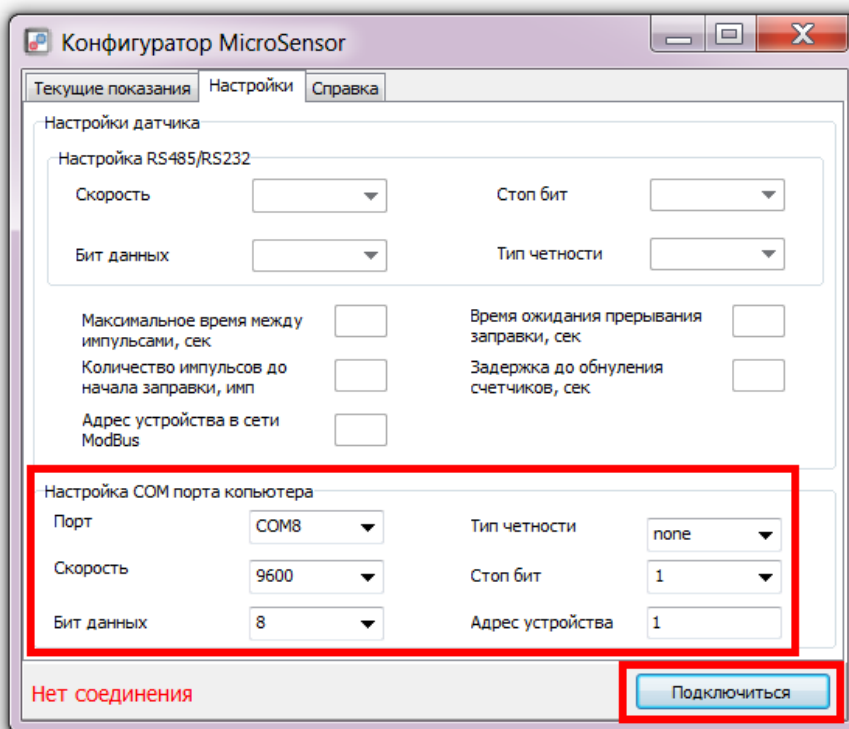 Конфигуратор MicroSensor
Текущие показания Настройки Справка
Настройки датчика
Настройка RS485/RS232
Скорость Стоп бит
Бит данных Тип четности
Максимальное время между импульсами, сек
Время ожидания прерывания заправки, сек
Количество импульсов до начала заправки, имп
Задержка до обнуления счетчиков, сек
Адрес устройства в сети ModBus
Настройка COM порта копьютера
Порт COM8 Тип четности none
Скорость 9600 Стоп бит 1
Бит данных 8 Адрес устройства 1
Нет соединения Подключиться